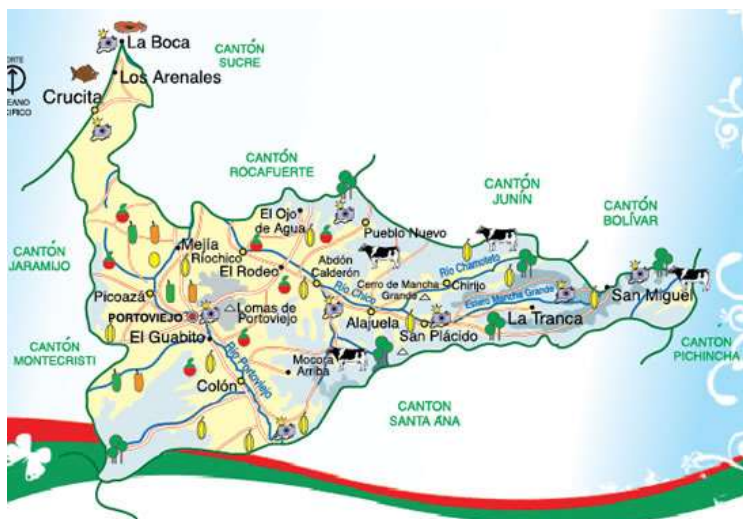 La Boca
CANTÓN
SUCRE
Los Arenales
Crucita
CANTÓN
ROCAFUERTE
CANTÓN
JUNÍN
CANTÓN
BOLÍVAR
El Ojo
de Agua
Pueblo Nuevo
CANTÓN
JARAMIJO
Mejía
Ríochico
El Rodeo
Abdón
Calderón
Río Chamoteto
Cerro de Mancha
Grande
Chirijo
Picoazá
Río Chico
Estero Mancha Grande
San Miguel
PORTOVIEJO
Lomas de
Portoviejo
Alajuela
San Plácido
La Tranca
CANTÓN
MONTECRISTI
El Guabito
CANTON
PICHINCHA
Río Portoviejo
Mocora
Arriba
Colón
CANTON
SANTA ANA